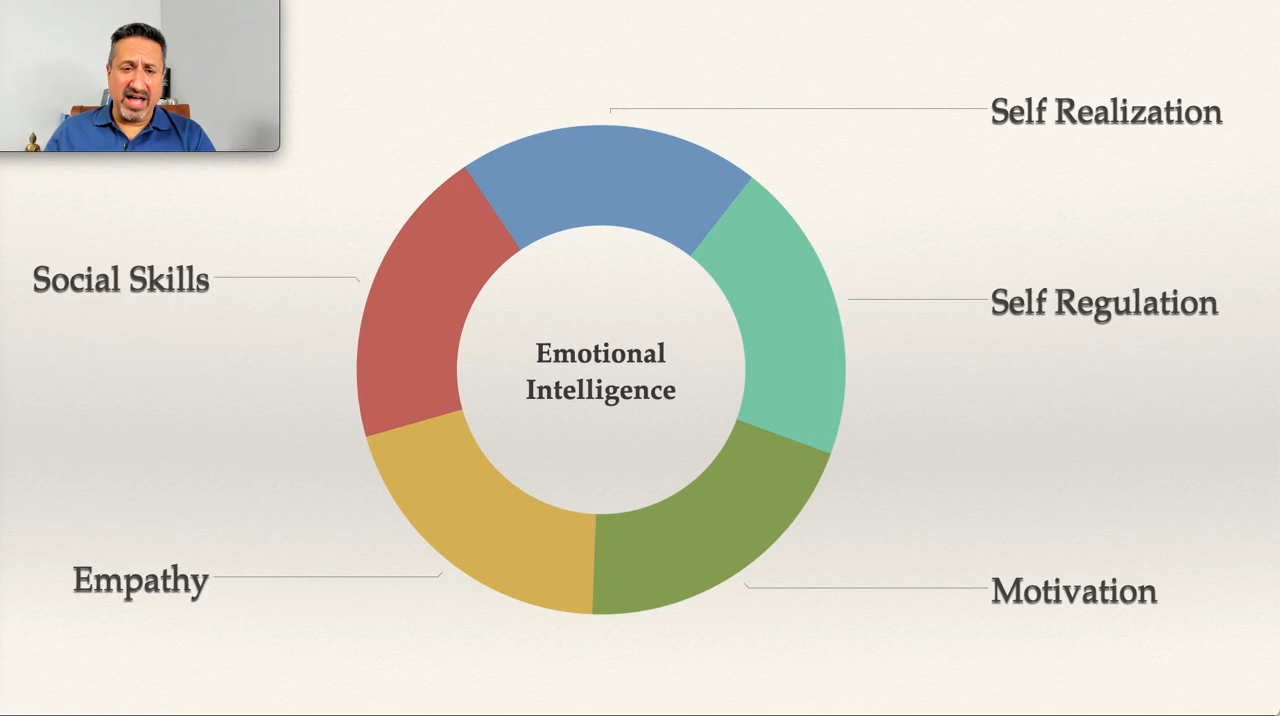 Self Realization
Social Skills
Self Regulation
Emotional
Intelligence
Empathy
Motivation